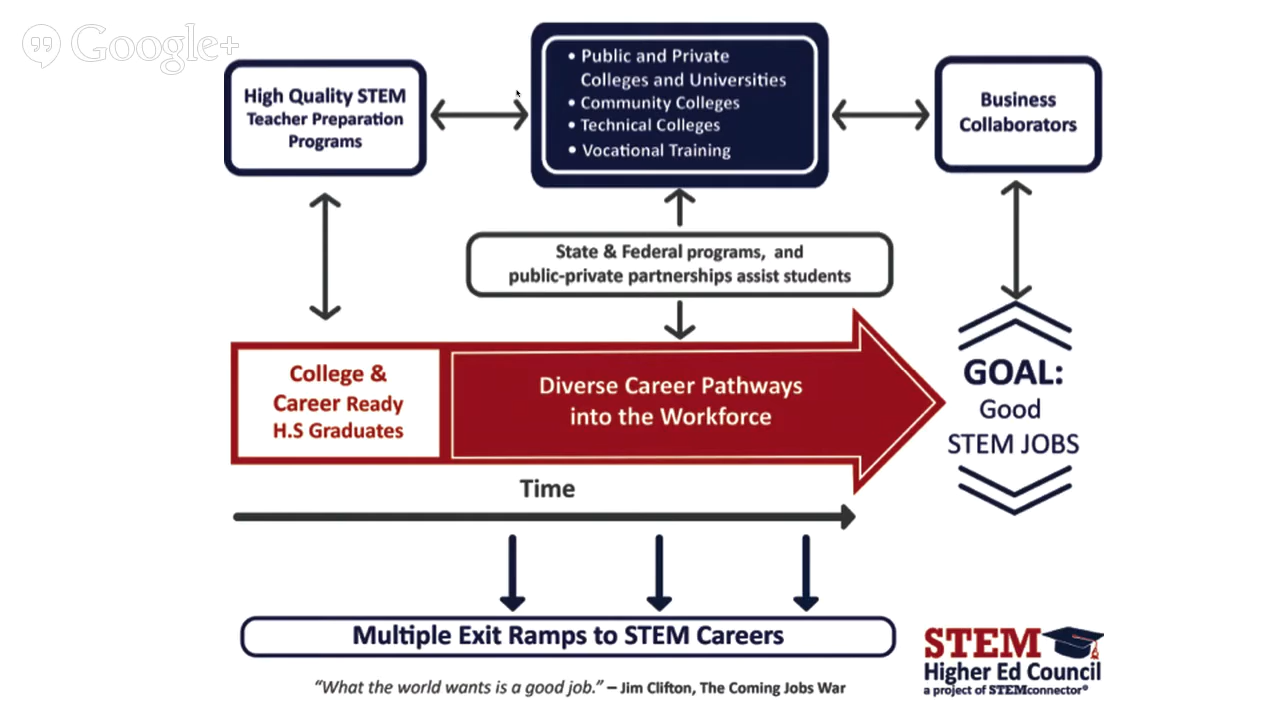 Google+
High Quality STEM
Teacher Preparation
Programs
• Public and Private
Colleges and Universities
• Community Colleges
• Technical Colleges
• Vocational Training
Business
Collaborators
State & Federal programs, and
public-private partnerships assist students
College &
Career Ready
H.S Graduates
Diverse Career Pathways
into the Workforce
GOAL:
Good
STEM JOBS
Time
Multiple Exit Ramps to STEM Careers
“What the world wants is a good job.” – Jim Clifton, The Coming Jobs War
STEM
Higher Ed Council
a project of STEMconnector®